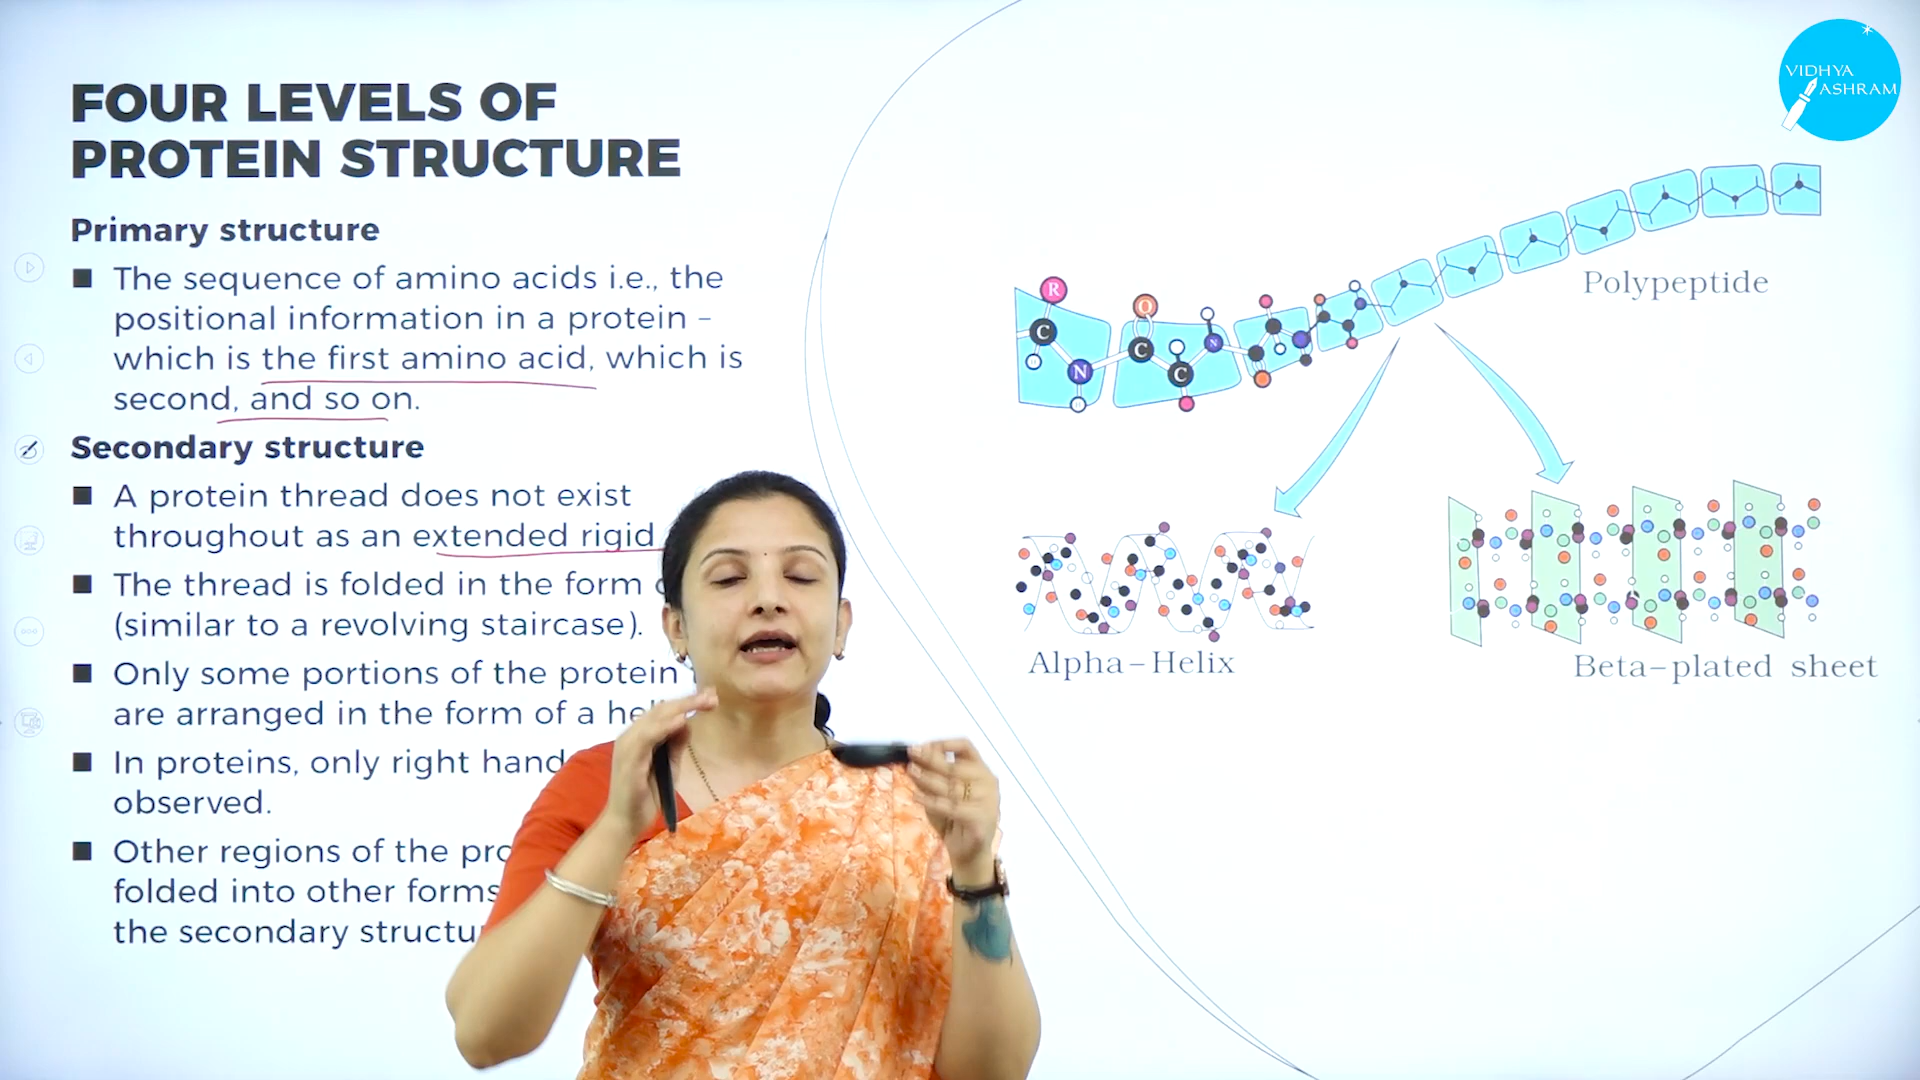 FOUR LEVELS OF
PROTEIN STRUCTURE
Primary structure
■ The sequence of amino acids i.e., the
positional information in a protein –
which is the first amino acid, which is
second, and so on.
Secondary structure
■ A protein thread does not exist
throughout as an extended rigid
■ The thread is folded in the form
(similar to a revolving staircase).
■ Only some portions of the protein
are arranged in the form of a
■ In proteins, only right hand
observed.
■ Other regions of the
folded into other forms
the secondary
VIDHYA
ASHRAM
Polypeptide
R
C
N
O
C
C
N
Alpha–Helix
Beta–plated sheet